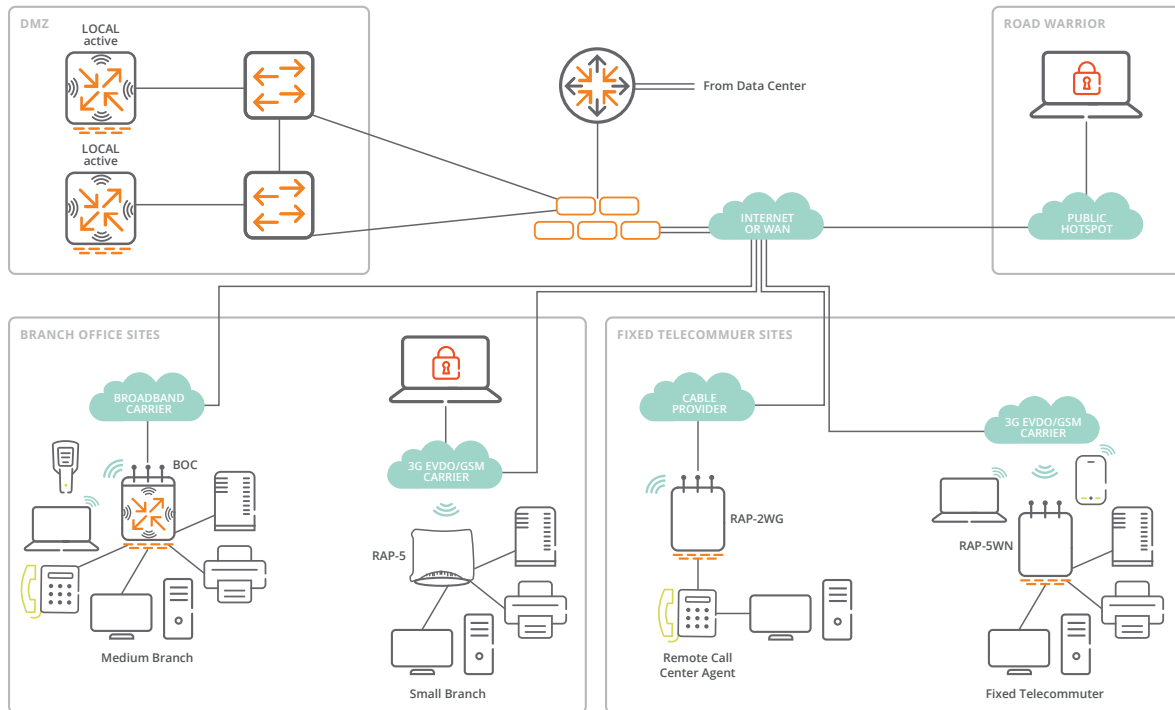 DMZ
LOCAL
active
LOCAL
active
From Data Center
ROAD WARRIOR
INTERNET
OR WAN
PUBLIC
HOTSPOT
BRANCH OFFICE SITES
BROADBAND
CARRIER
BOC
3G EVDO/GSM
CARRIER
RAP-5
Medium Branch
Small Branch
FIXED TELECOMMUER SITES
CABLE
PROVIDER
3G EVDO/GSM
CARRIER
RAP-2WG
RAP-5WN
Remote Call
Center Agent
Fixed Telecommuter